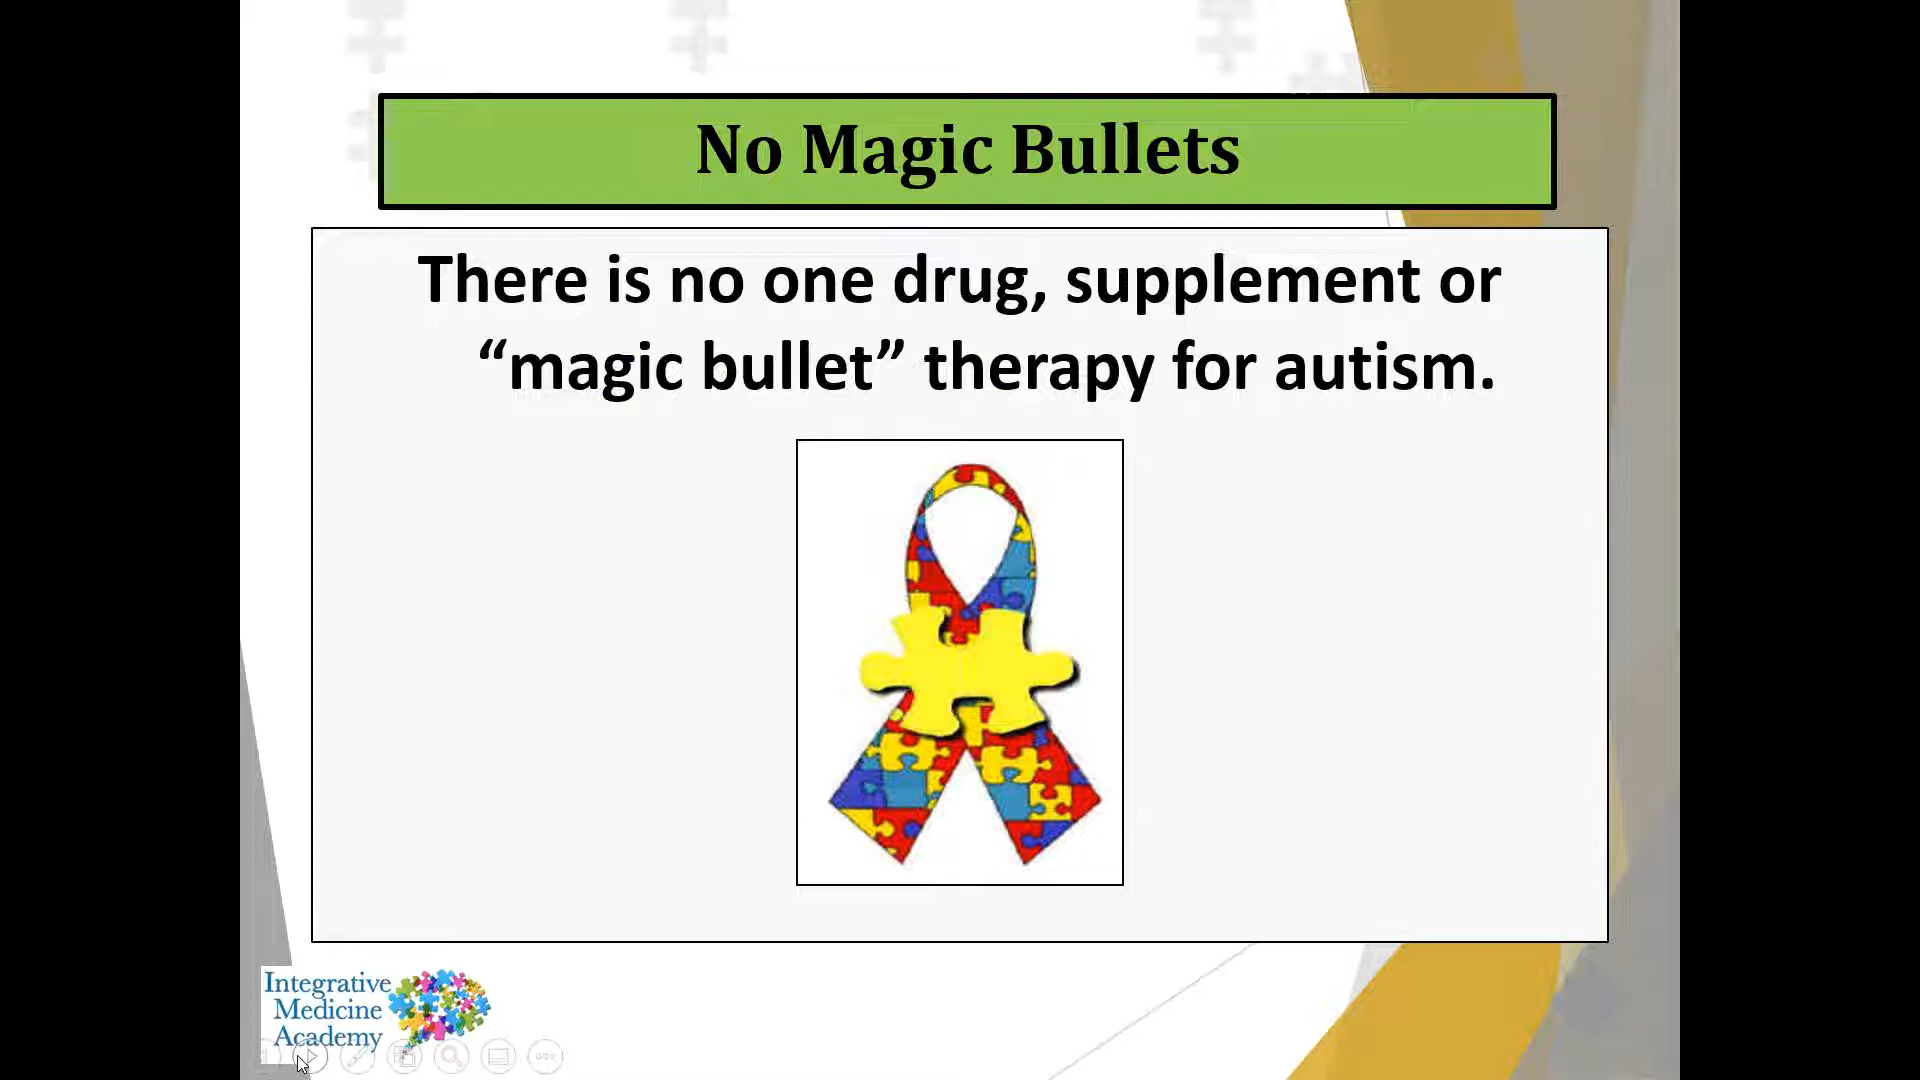 No Magic Bullets
There is no one drug, supplement or
“magic bullet” therapy for autism.
Integrative
Medicine
Academy